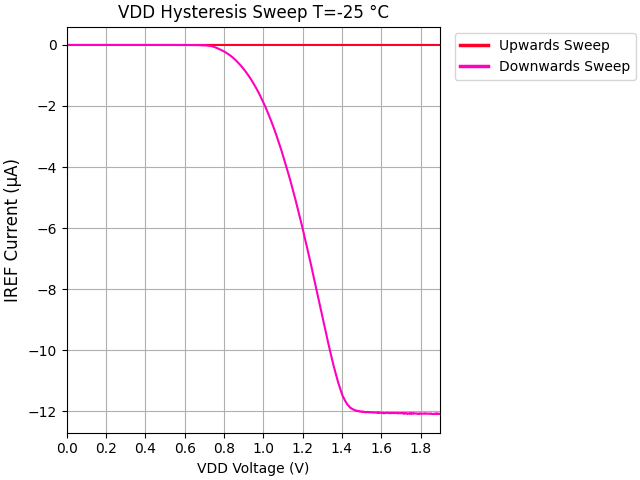 VDD Hysteresis Sweep T=-25 °C
Upwards Sweep
Downwards Sweep
IREF Current (μA)
0
−2
−4
−6
−8
−10
−12
0.0 0.2 0.4 0.6 0.8 1.0 1.2 1.4 1.6 1.8
VDD Voltage (V)